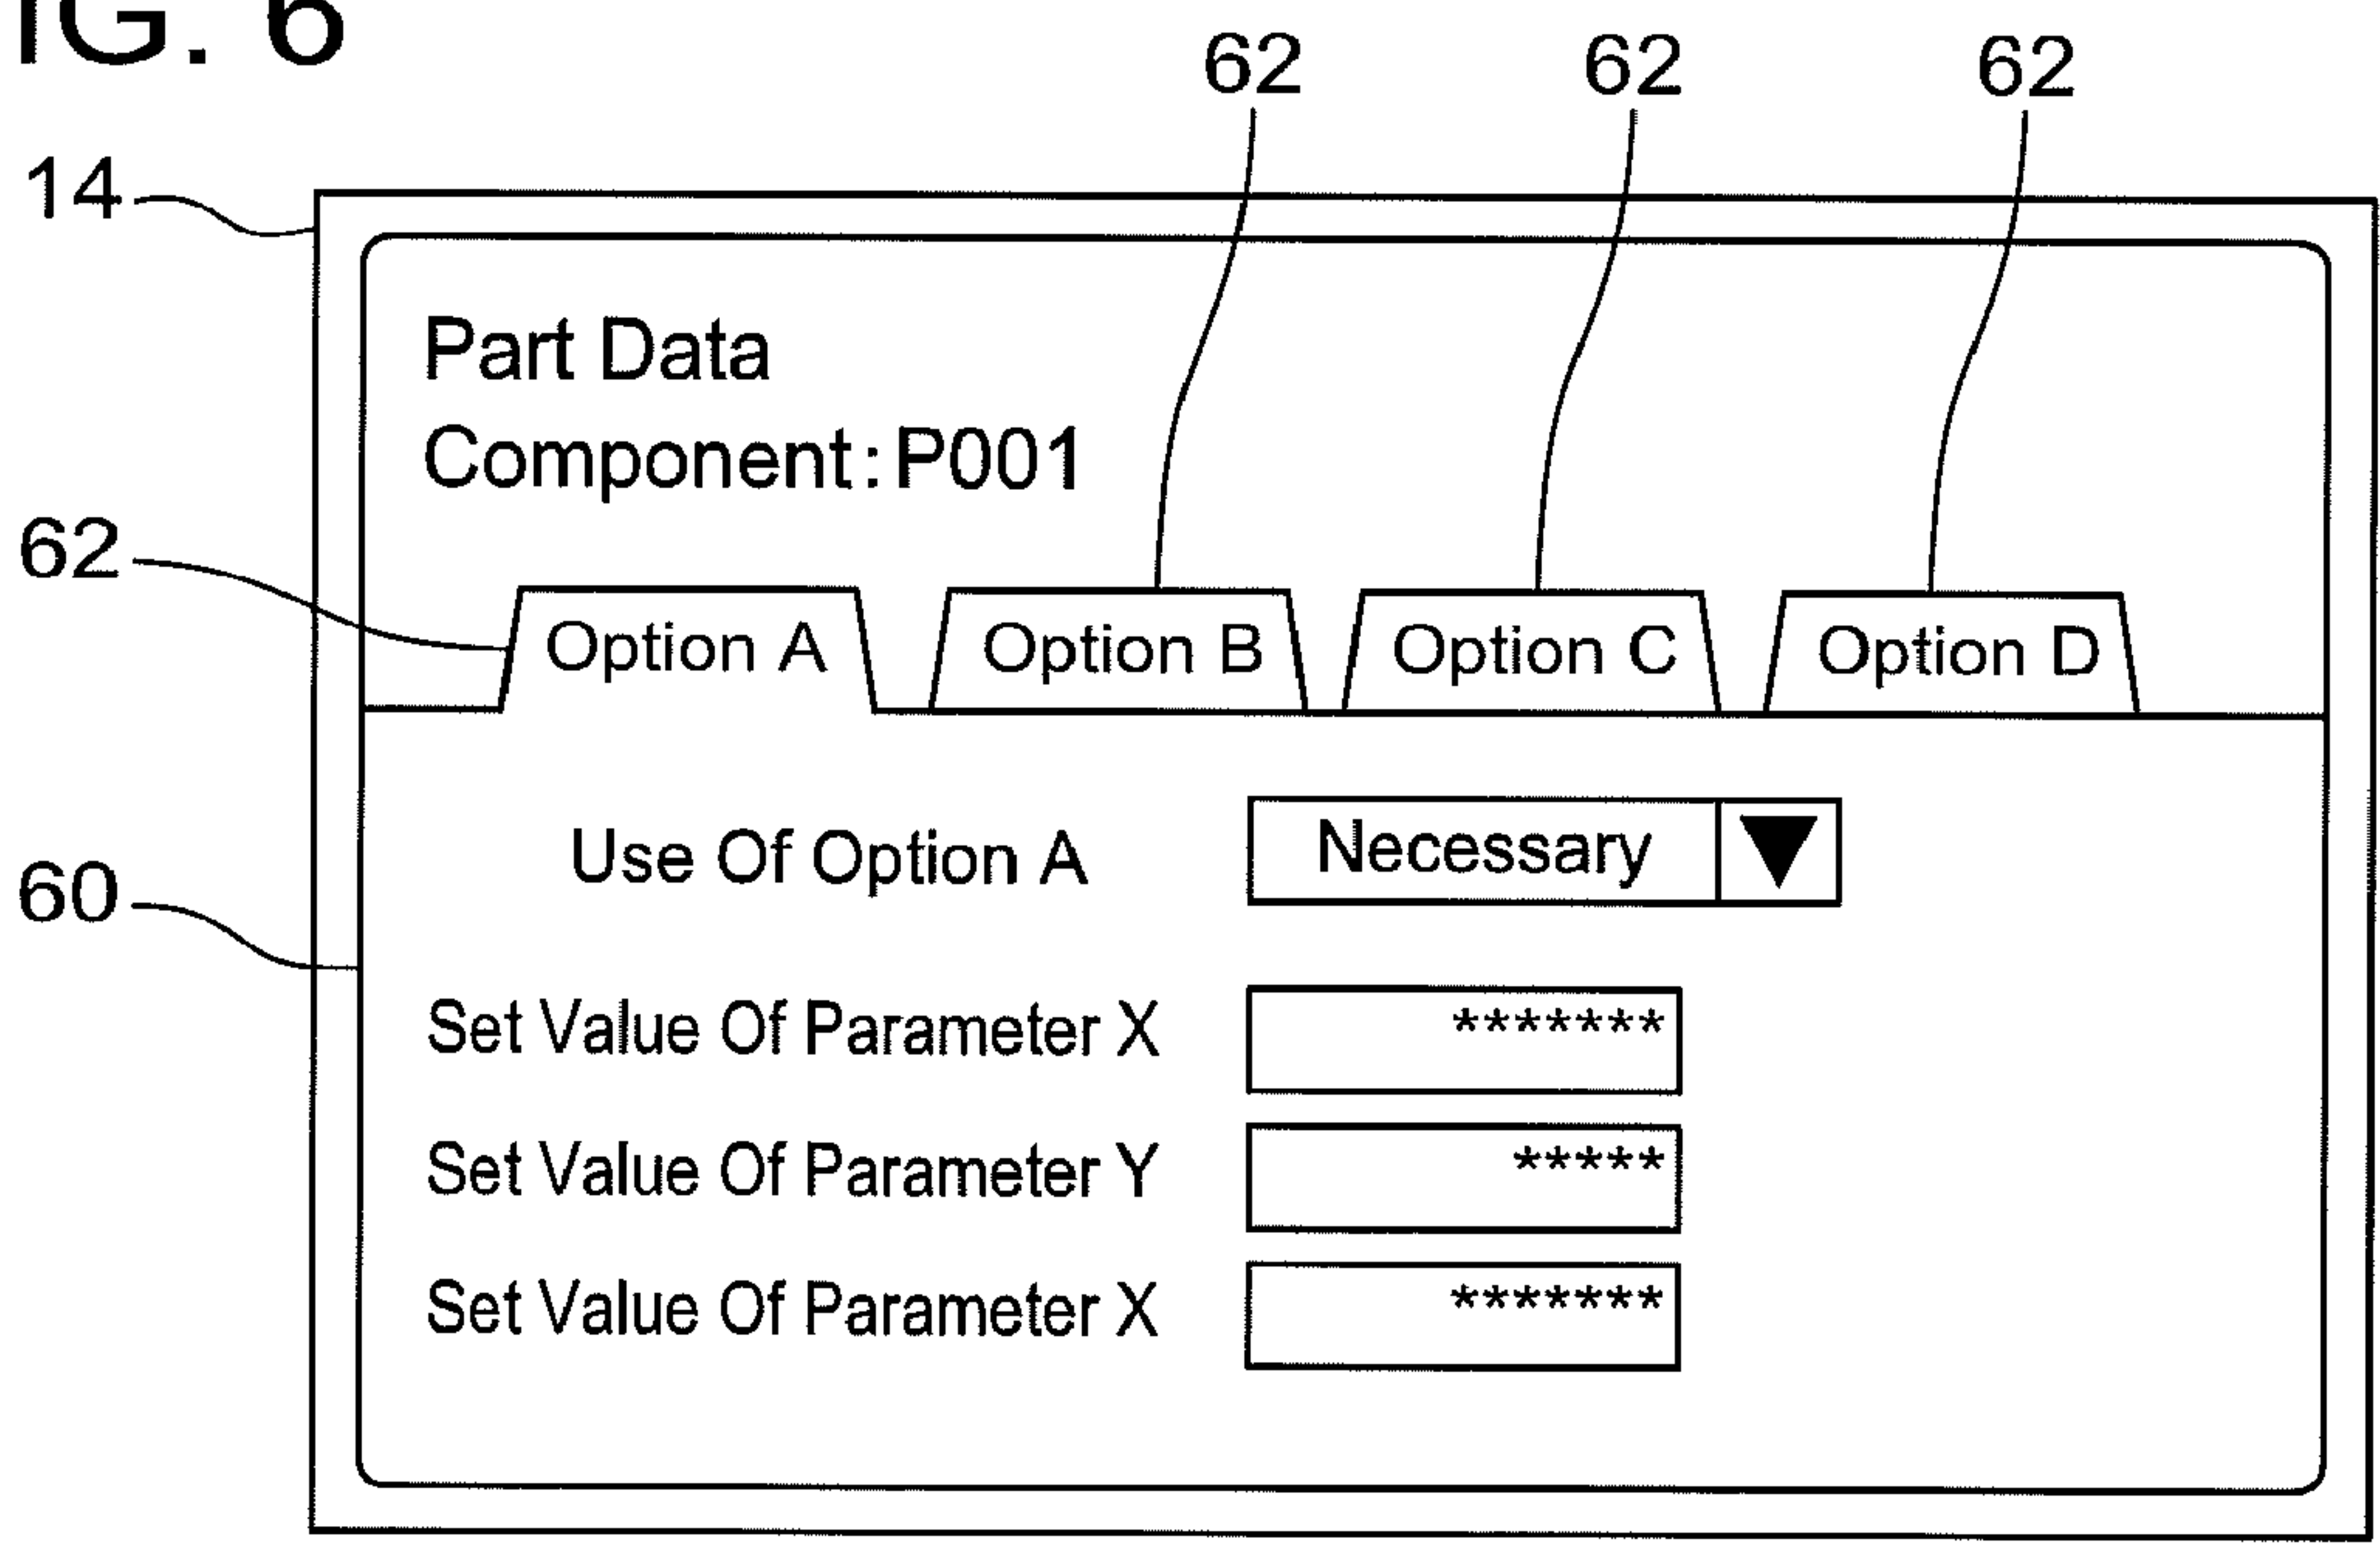 IG. 6
62 62 62
14
Part Data
Component:P001
62
Option A Option B Option C Option D
Use Of Option A Necessary
60
Set Value Of Parameter X *******
Set Value Of Parameter Y *****
Set Value Of Parameter X *******